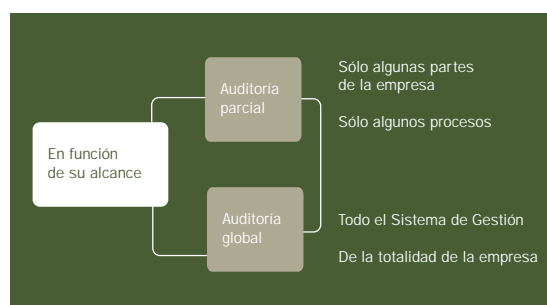 En función
de su alcance
Auditoría
parcial
Sólo algunas partes
de la empresa
Sólo algunos procesos
Auditoría
global
Todo el Sistema de Gestión
De la totalidad de la empresa